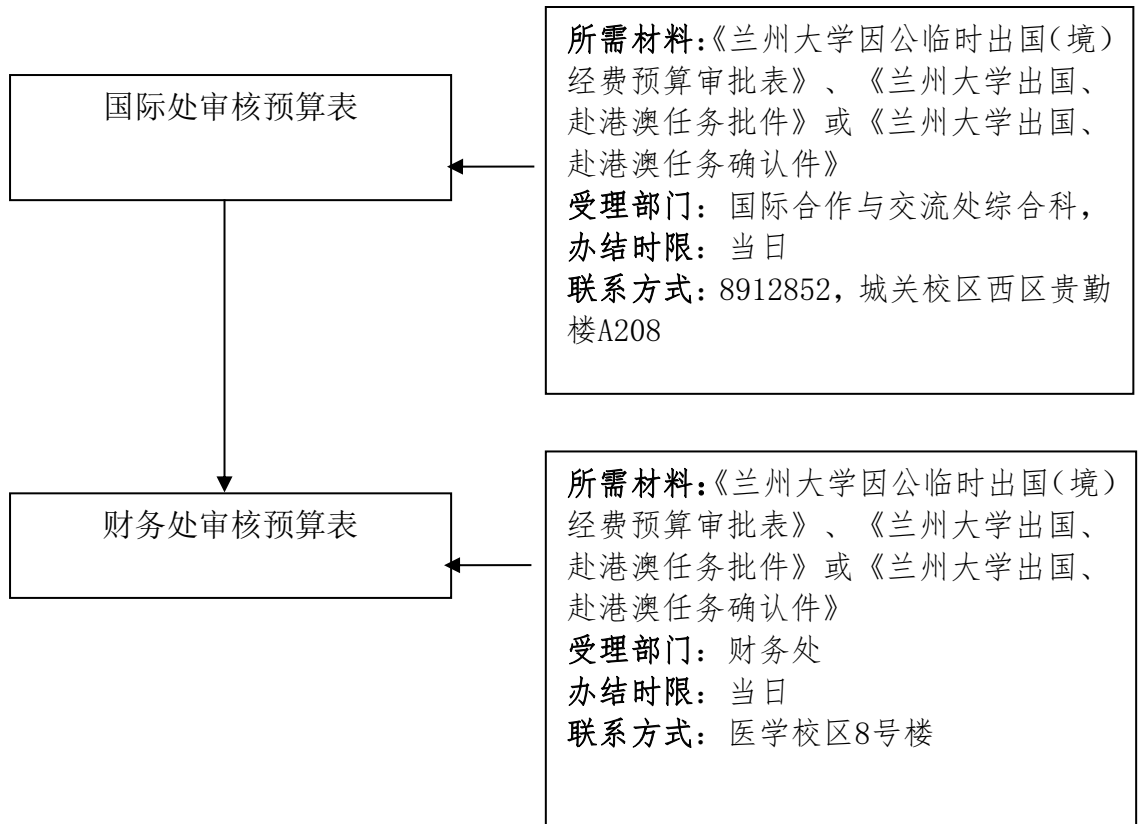 国际处审核预算表
所需材料:《兰州大学因公临时出国(境)
经费预算审批表》、《兰州大学出国、
赴港澳任务批件》或《兰州大学出国、
赴港澳任务确认件》
受理部门：国际合作与交流处综合科，
办结时限：当日
联系方式：8912852，城关校区西区贵勤
楼A208
财务处审核预算表
所需材料:《兰州大学因公临时出国(境)
经费预算审批表》、《兰州大学出国、
赴港澳任务批件》或《兰州大学出国、
赴港澳任务确认件》
受理部门：财务处
办结时限：当日
联系方式：医学校区8号楼